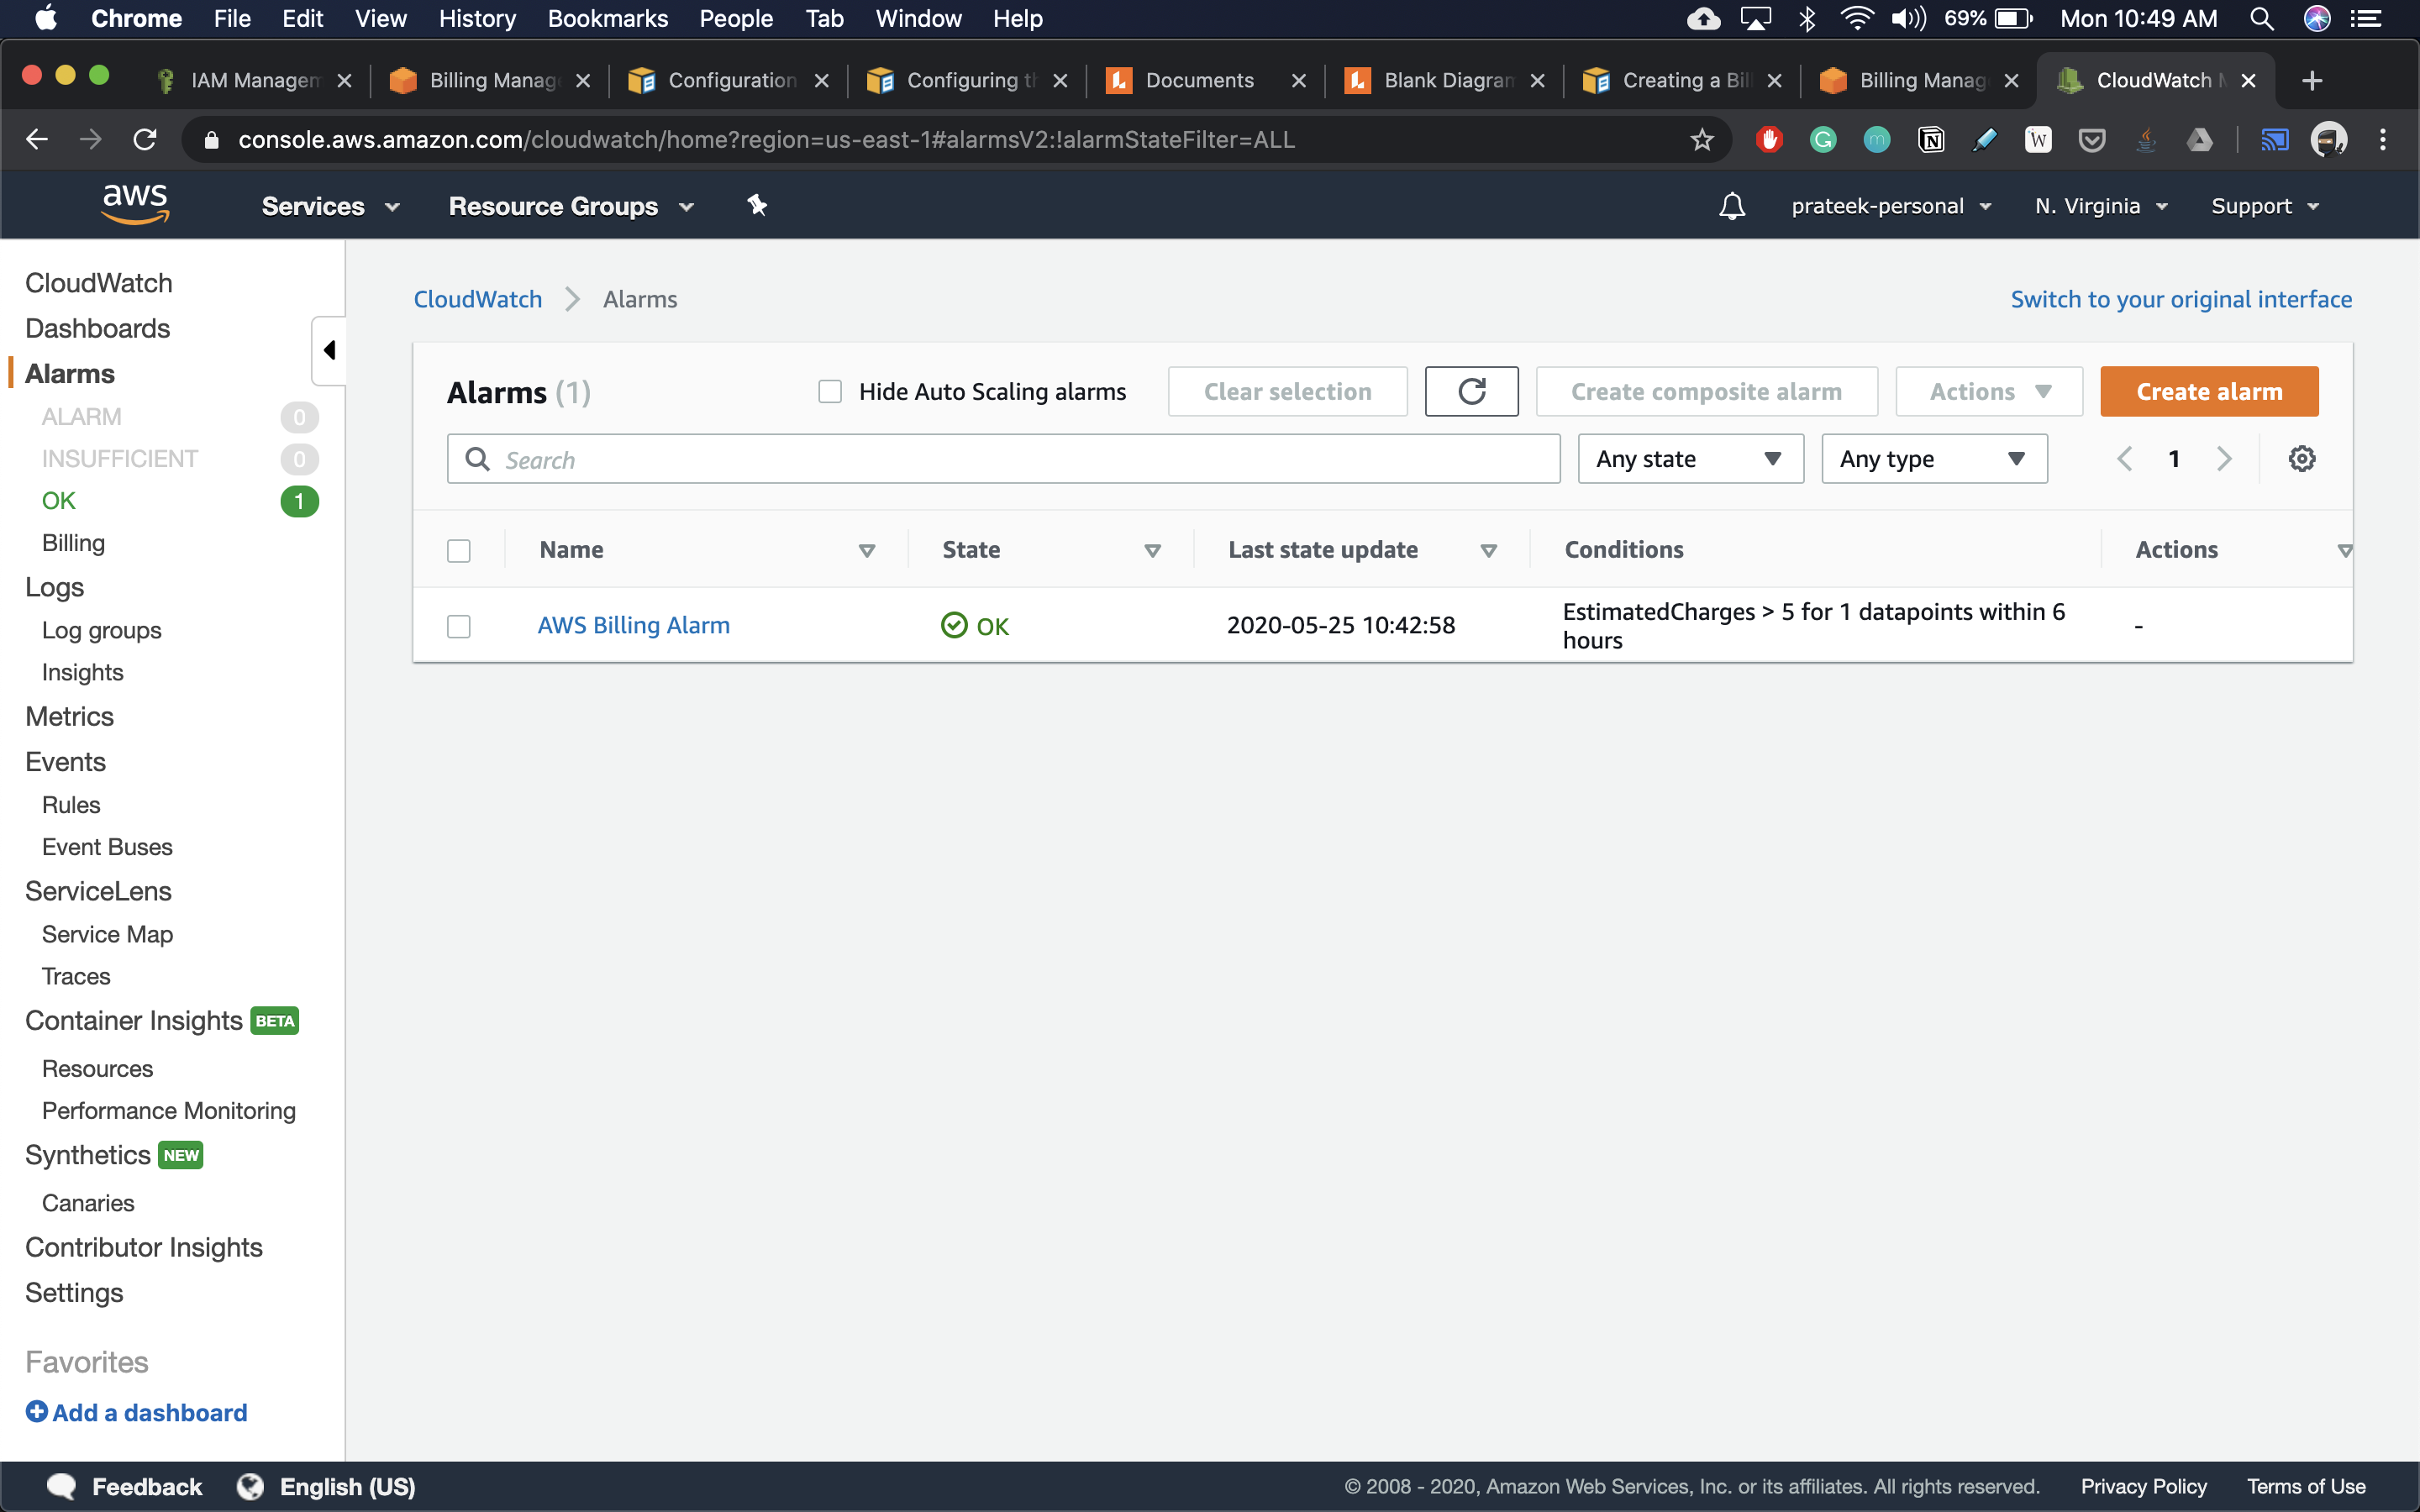 Chrome File Edit View History Bookmarks People Tab Window Help 69% Mon 10:49 AM
IAM Managem Billing Manage Configuration Configuring th Documents Blank Diagram Creating a Bil Billing Manag CloudWatch M
console.aws.amazon.com/cloudwatch/home?region=us-east-1#alarmsV2:!alarmStateFilter=ALL
aws Services Resource Groups prateek-personal N. Virginia Support
CloudWatch
Dashboards
Alarms
ALARM 0
INSUFFICIENT 0
OK 1
Billing
Logs
Log groups
Insights
Metrics
Events
Rules
Event Buses
ServiceLens
Service Map
Traces
Container Insights BETA
Resources
Performance Monitoring
Synthetics NEW
Canaries
Contributor Insights
Settings
Favorites
Add a dashboard
CloudWatch Alarms Switch to your original interface
Alarms (1) Hide Auto Scaling alarms Clear selection Create composite alarm Actions Create alarm
Search Any state Any type 1
Name State Last state update Conditions Actions
AWS Billing Alarm OK 2020-05-25 10:42:58 EstimatedCharges > 5 for 1 datapoints within 6 -
hours
Feedback English (US) © 2008 - 2020, Amazon Web Services, Inc. or its affiliates. All rights reserved. Privacy Policy Terms of Use